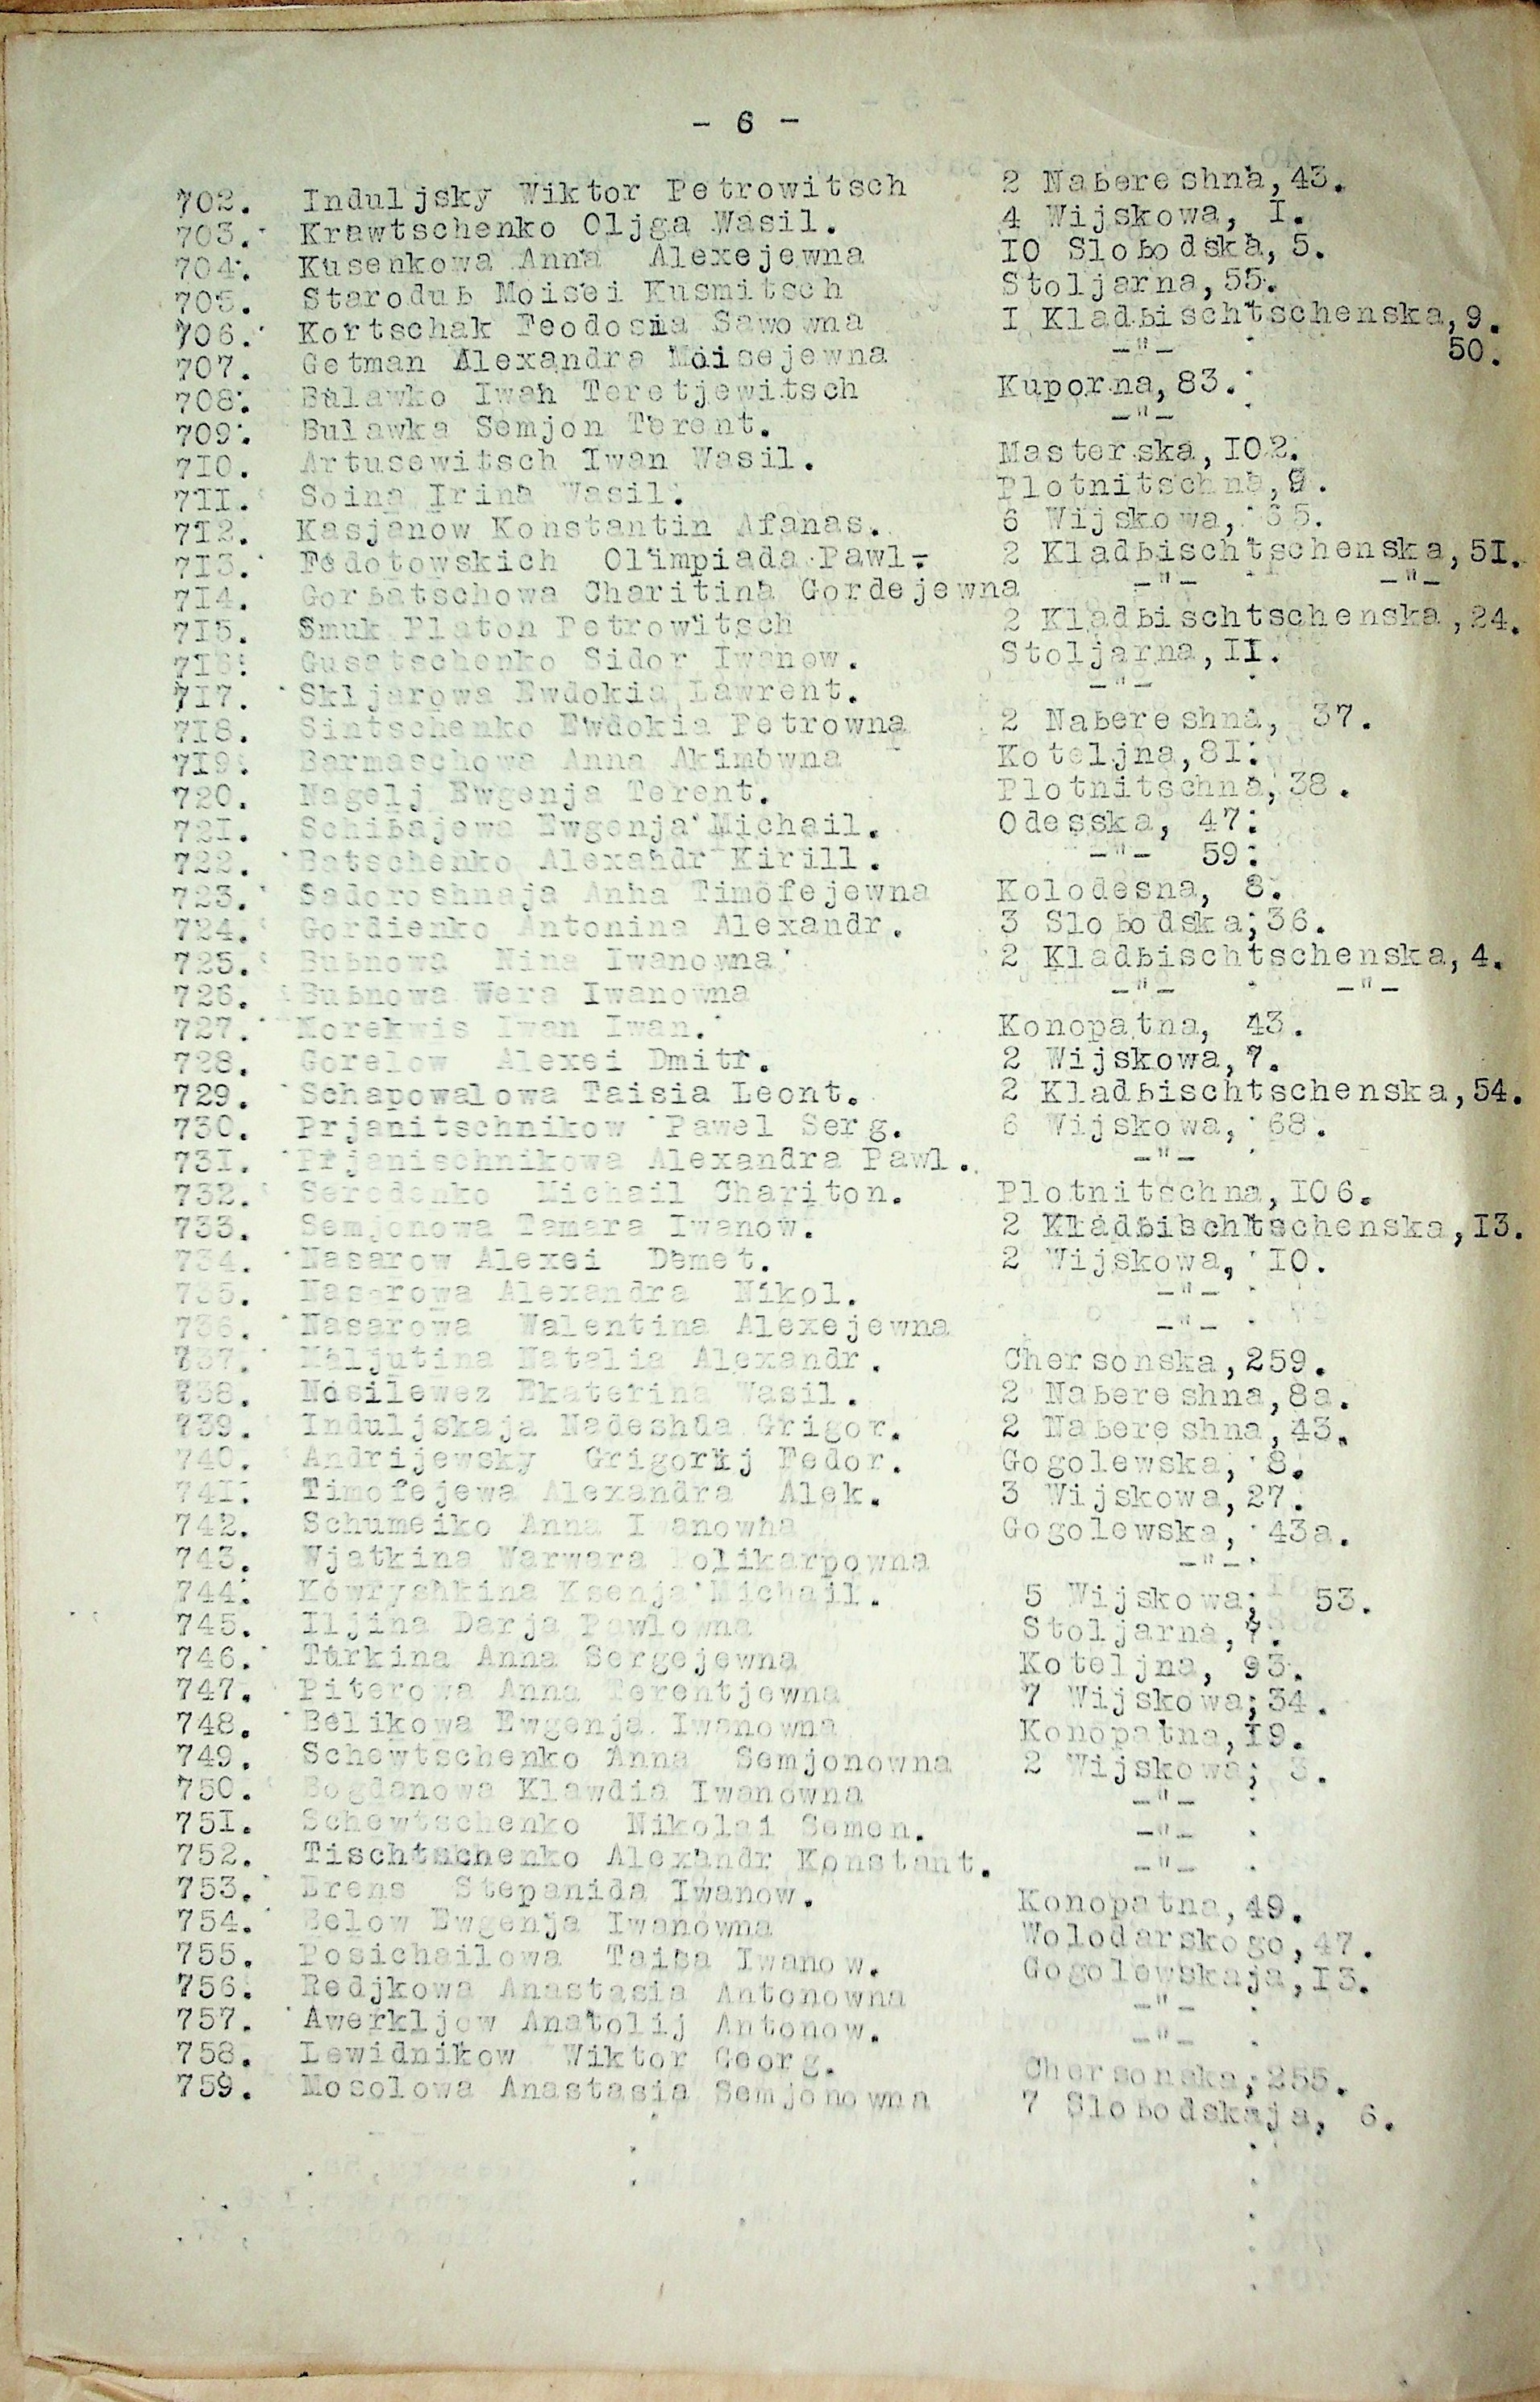 - 6 -
702. Induljsky Wiktor Petrowitsch 2 Nabereshna, 43.
703. Krawtschenko Oljga Wasil. 4 Wijskowa, I.
704. Kusenkowa Anna Alexejewna IO Slobodska, 5.
705. Starodub Moisei Kusmitsch Stoljarna, 55.
706. Kortschak Feodosia Sawowna I Kladbischtschenska, 9.
707. Getman Alexandra Moisejewna -"- 50.
708. Balawko Iwan Teretjewitsch Kuporna, 83.
709. Bulawka Semjon Terent. -"-
7IO. Artusewitsch Iwan Wasil. Masterska, IO2.
7II. Soina Irina Wasil. Plotnitschna, 9.
7I2. Kasjanow Konstantin Afanas. 6 Wijskowa, 65.
7I3. Fedotowskich Olimpiada Pawl. 2 Kladbischtschenska, 5I.
7I4. Gorbatschowa Charitina Gordejewna -"- -"-
7I5. Smuk Platon Petrowitsch 2 Kladbischtschenska, 24.
7I6. Gusatschenko Sidor Iwanow. Stoljarna, II.
7I7. Skljarowa Ewdokia Lawrent. -"-
7I8. Sintschenko Ewdokia Petrowna 2 Nabereshna, 37.
7I9. Barmaschowa Anna Akimowna Koteljna, 8I.
720. Nagelj Ewgenja Terent. Plotnitschna, 38.
72I. Schibajewa Ewgenja Michail. Odesska, 47.
722. Batschenko Alexandr Kirill. -"- 59.
723. Sadoroshnaja Anna Timofejewna Kolodesna, 8.
724. Gordienko Antonina Alexandr. 3 Slobodska, 36.
725. Bubnowa Nina Iwanowna 2 Kladbischtschenska, 4.
726. Bubnowa Wera Iwanowna -"- -"-
727. Korekwis Iwan Iwan. Konopatna, 43.
728. Gorelow Alexei Dmitr. 2 Wijskowa, 7.
729. Schapowalowa Taisia Leont. 2 Kladbischtschenska, 54.
730. Prjanitschnikow Pawel Serg. 6 Wijskowa, 68.
73I. Prjanischnikowa Alexandra Pawl. -"-
732. Seredenko Michail Chariton. Plotnitschna, IO6.
733. Semjonowa Tamara Iwanow. 2 Kladbischtschenska, I3.
734. Nasarow Alexei Demet. 2 Wijskowa, IO.
735. Nasarowa Alexandra Nikol. -"-
736. Nasarowa Walentina Alexejewna -"-
737. Maljutina Natalia Alexandr. Chersonska, 259.
738. Nosilewez Ekaterina Wasil. 2 Nabereshna, 8a.
739. Induljskaja Nadeshda Grigor. 2 Nabereshna, 43.
740. Andrijewsky Grigorij Fedor. Gogolewska, 8.
74I. Timofejewa Alexandra Alek. 3 Wijskowa, 27.
742. Schumeiko Anna Iwanowna Gogolewska, 43a.
743. Wjatkina Warwara Polikarpowna -"-
744. Kowryshkina Ksenja Michail. 5 Wijskowa, 53.
745. Iljina Darja Pawlowna Stoljarna, 7.
746. Turkina Anna Sergejewna Koteljna, 93.
747. Piterowa Anna Terentjewna 7 Wijskowa, 34.
748. Belikowa Ewgenja Iwanowna Konopatna, I9.
749. Schewtschenko Anna Semjonowna 2 Wijskowa, 3.
750. Bogdanowa Klawdia Iwanowna -"-
75I. Schewtschenko Nikolai Semen. -"-
752. Tischtschenko Alexandr Konstant. -"-
753. Erens Stepanida Iwanow. Konopatna, 49.
754. Below Ewgenja Iwanowna Wolodarskogo, 47.
755. Posichailowa Taisa Iwanow. Gogolewskaja, I3.
756. Redjkowa Anastasia Antonowna -"-
757. Awerkljow Anatolij Antonow. -"-
758. Lewidnikow Wiktor Georg. Chersonska, 255.
759. Mosolowa Anastasia Semjonowna 7 Slobodskaja, 6.